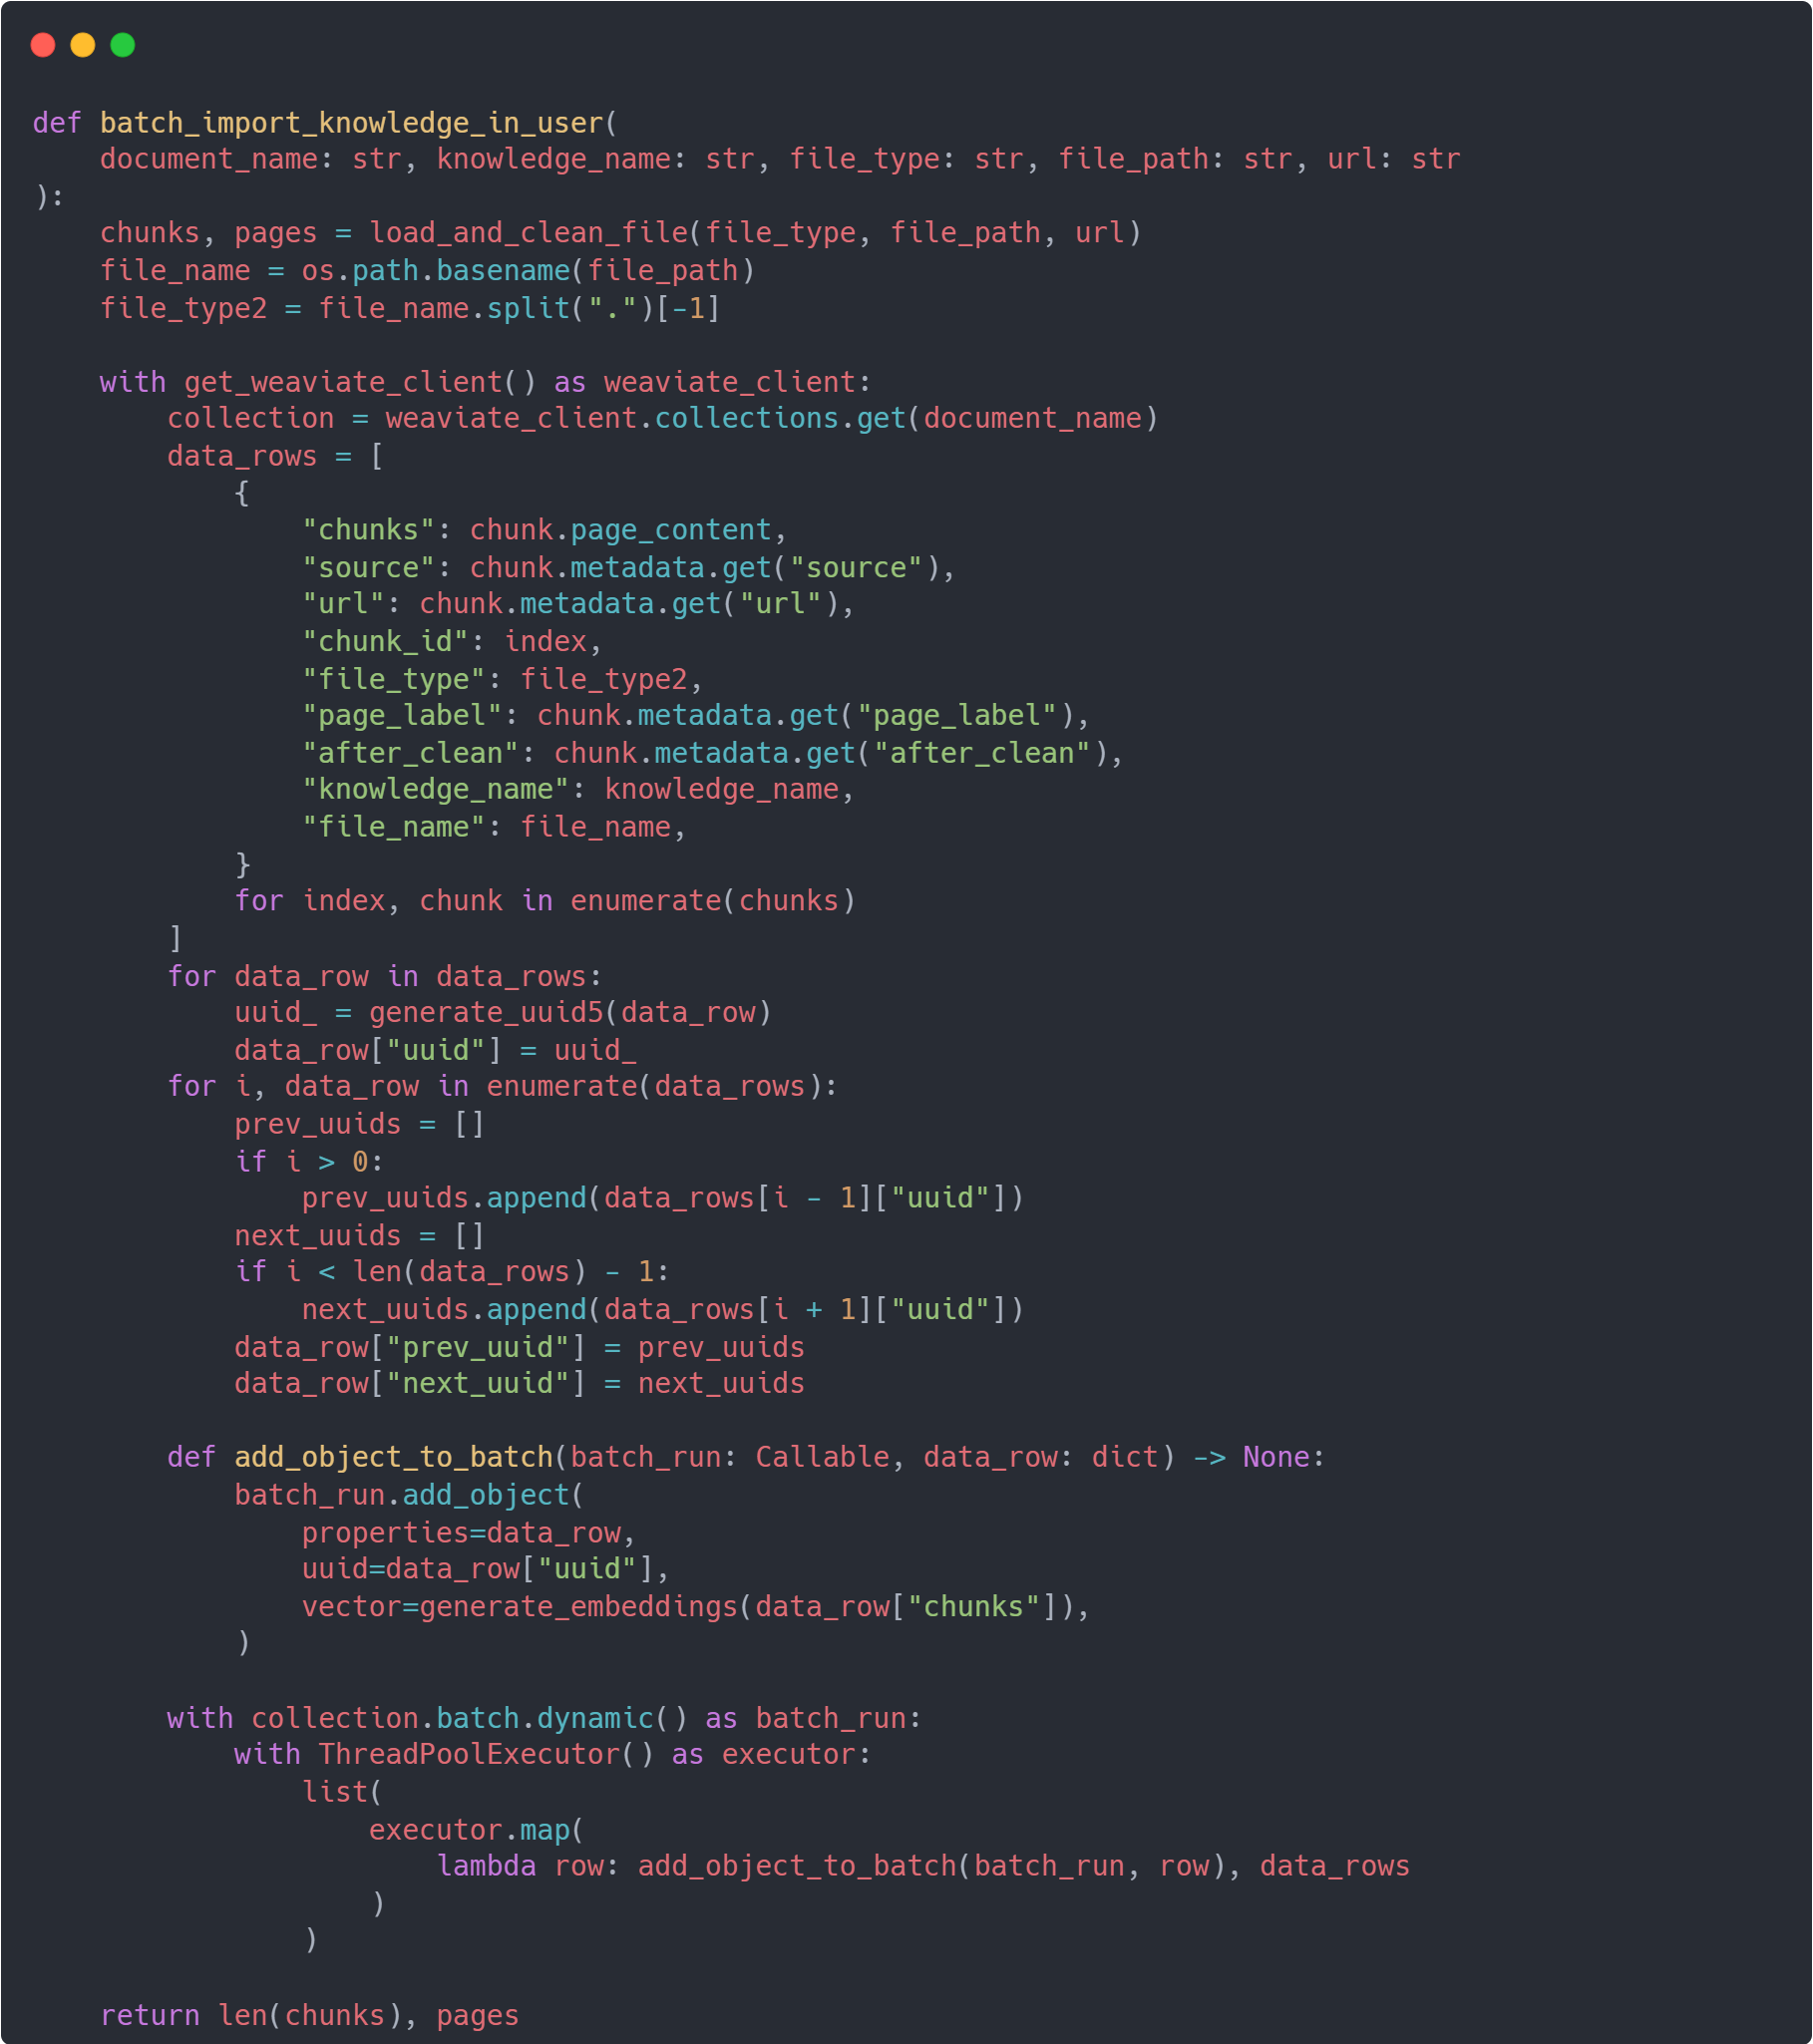 def batch_import_knowledge_in_user(
    document_name: str, knowledge_name: str, file_type: str, file_path: str, url: str
):
    chunks, pages = load_and_clean_file(file_type, file_path, url)
    file_name = os.path.basename(file_path)
    file_type2 = file_name.split(".")[-1]

    with get_weaviate_client() as weaviate_client:
        collection = weaviate_client.collections.get(document_name)
        data_rows = [
            {
                "chunks": chunk.page_content,
                "source": chunk.metadata.get("source"),
                "url": chunk.metadata.get("url"),
                "chunk_id": index,
                "file_type": file_type2,
                "page_label": chunk.metadata.get("page_label"),
                "after_clean": chunk.metadata.get("after_clean"),
                "knowledge_name": knowledge_name,
                "file_name": file_name,
            }
            for index, chunk in enumerate(chunks)
        ]
        for data_row in data_rows:
            uuid_ = generate_uuid5(data_row)
            data_row["uuid"] = uuid_
        for i, data_row in enumerate(data_rows):
            prev_uuids = []
            if i > 0:
                prev_uuids.append(data_rows[i - 1]["uuid"])
            next_uuids = []
            if i < len(data_rows) - 1:
                next_uuids.append(data_rows[i + 1]["uuid"])
            data_row["prev_uuid"] = prev_uuids
            data_row["next_uuid"] = next_uuids

        def add_object_to_batch(batch_run: Callable, data_row: dict) -> None:
            batch_run.add_object(
                properties=data_row,
                uuid=data_row["uuid"],
                vector=generate_embeddings(data_row["chunks"]),
            )

        with collection.batch.dynamic() as batch_run:
            with ThreadPoolExecutor() as executor:
                list(
                    executor.map(
                        lambda row: add_object_to_batch(batch_run, row), data_rows
                    )
                )

    return len(chunks), pages